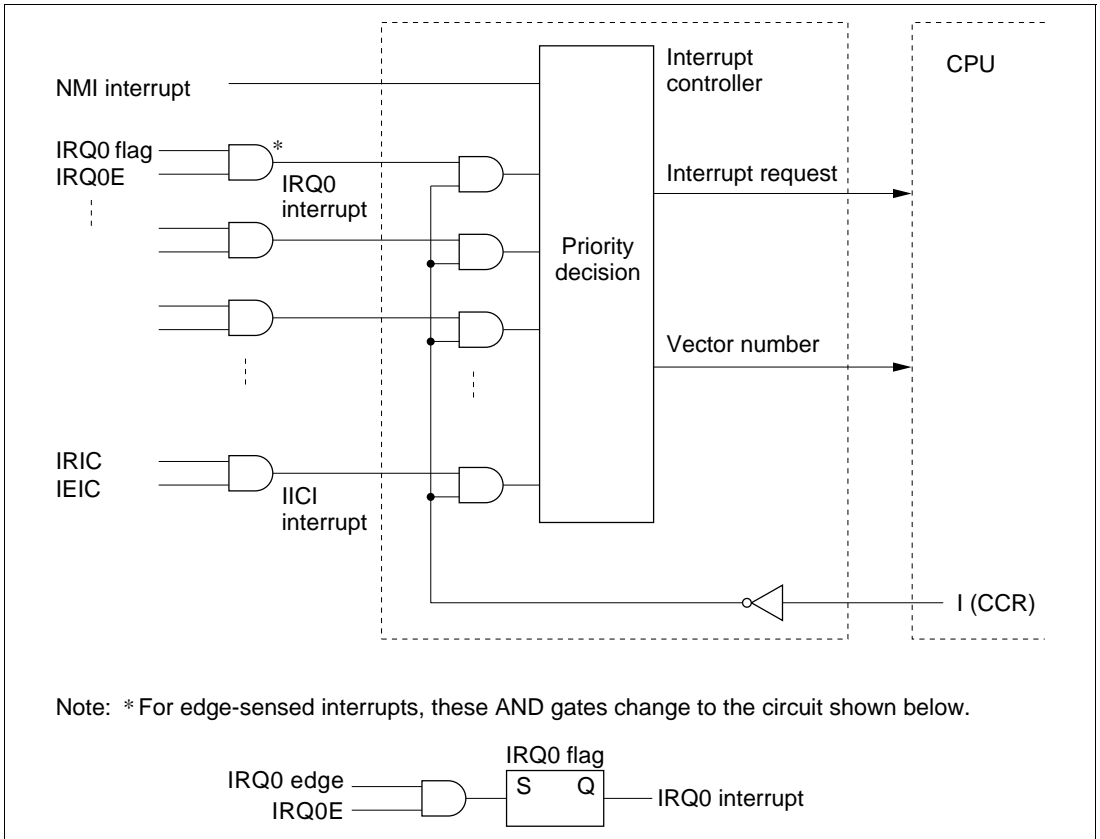 Interrupt
controller
CPU
NMI interrupt
IRQ0 flag
IRQ0E
*
IRQ0
interrupt
Interrupt request
Priority
decision
Vector number
IRIC
IEIC
IICI
interrupt
I (CCR)
Note: * For edge-sensed interrupts, these AND gates change to the circuit shown below.
IRQ0 flag
IRQ0 edge
IRQ0E
S Q
IRQ0 interrupt